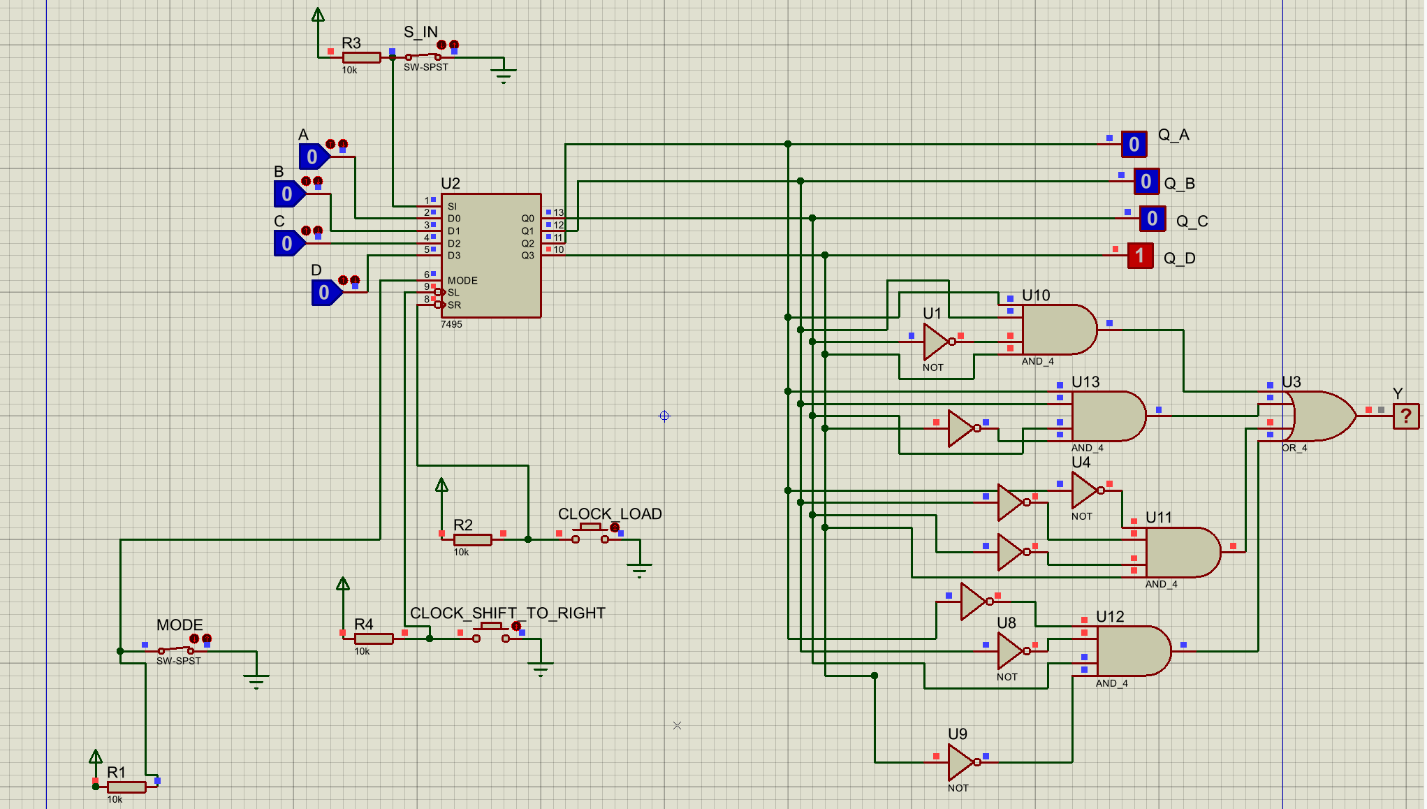 S_IN
R3
10k
SW-SPST
A
0
B
0
C
0
D
0
U2
1 SI
2 D0
3 D1
4 D2
5 D3
6 MODE
9 SL
8 SR
Q0 13
Q1 12
Q2 11
Q3 10
7495
0 Q_A
0 Q_B
0 Q_C
1 Q_D
U10
U1
NOT
AND_4
U13
AND_4
U3
OR_4
Y
?
U4
NOT
U11
AND_4
R2
10k
CLOCK_LOAD
R4
10k
CLOCK_SHIFT_TO_RIGHT
MODE
SW-SPST
U8
NOT
U12
AND_4
U9
NOT
R1
10k